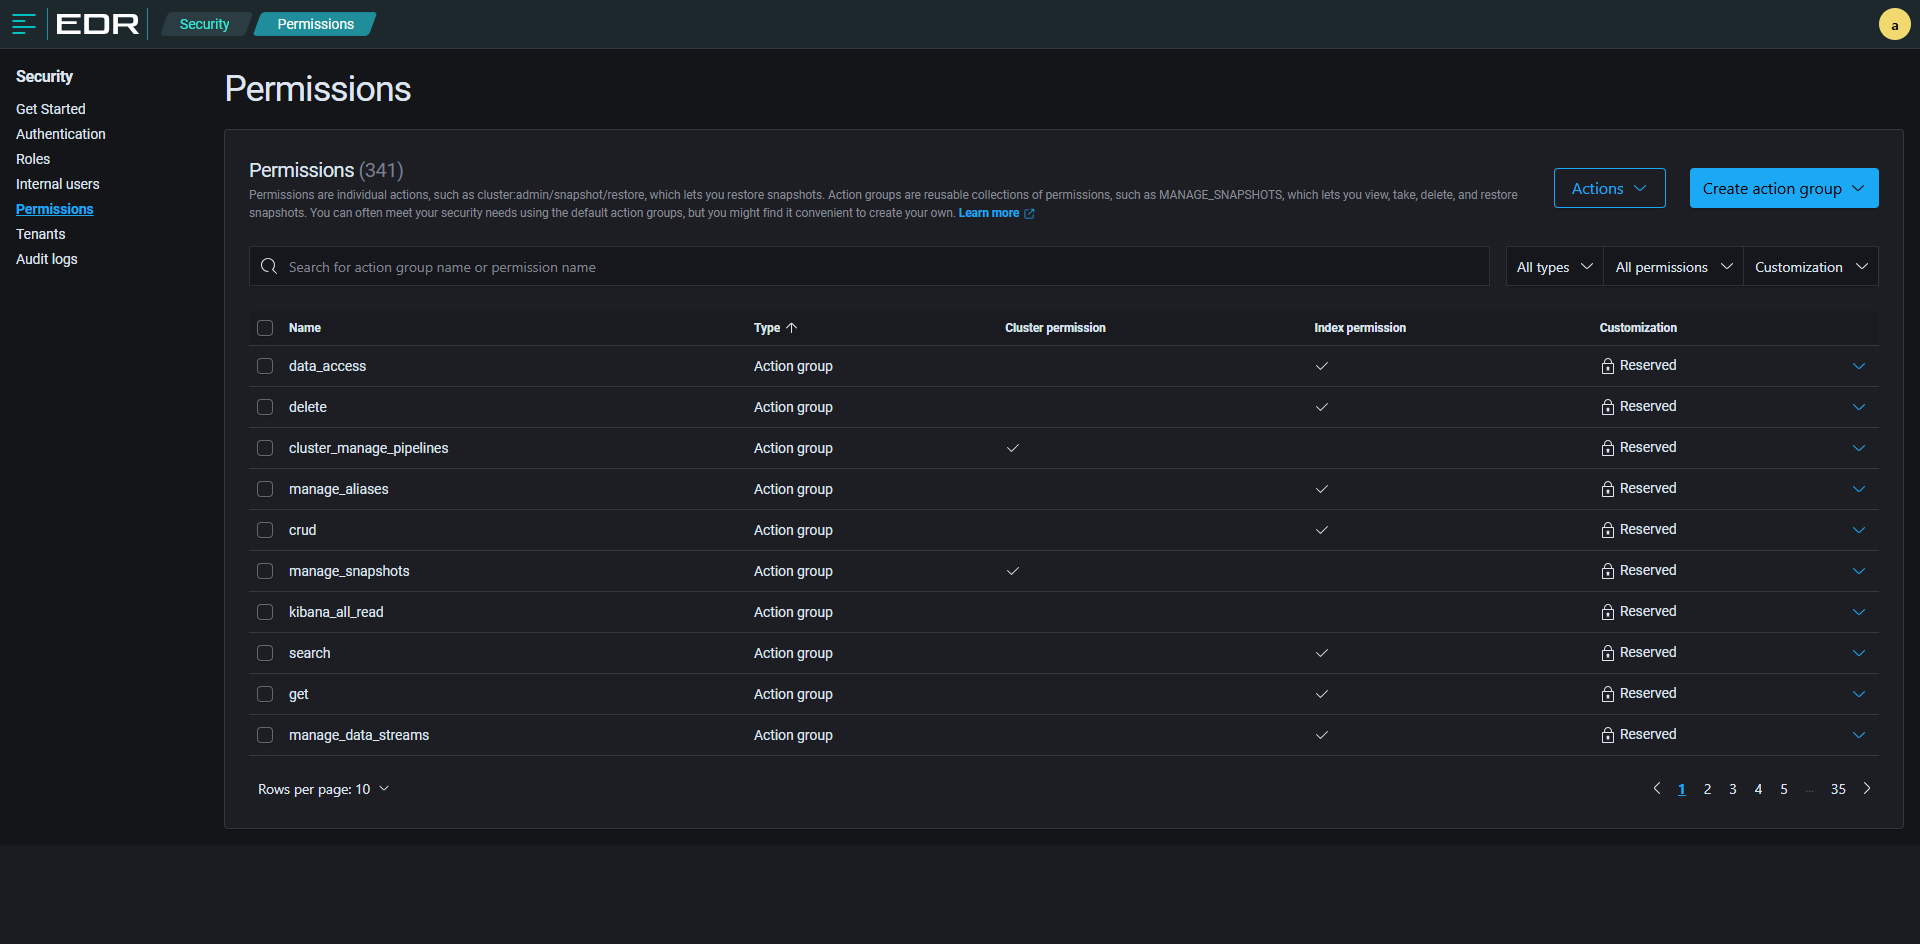 EDR
Security
Permissions
a
Security
Get Started
Authentication
Roles
Internal users
Permissions
Tenants
Audit logs
Permissions
Permissions (341)
Permissions are individual actions, such as cluster:admin/snapshot/restore, which lets you restore snapshots. Action groups are reusable collections of permissions, such as MANAGE_SNAPSHOTS, which lets you view, take, delete, and restore
snapshots. You can often meet your security needs using the default action groups, but you might find it convenient to create your own. Learn more
Actions
Create action group
Search for action group name or permission name
All types
All permissions
Customization
Name Type Cluster permission Index permission Customization
data_access Action group Reserved
delete Action group Reserved
cluster_manage_pipelines Action group Reserved
manage_aliases Action group Reserved
crud Action group Reserved
manage_snapshots Action group Reserved
kibana_all_read Action group Reserved
search Action group Reserved
get Action group Reserved
manage_data_streams Action group Reserved
Rows per page: 10
1 2 3 4 5 ... 35